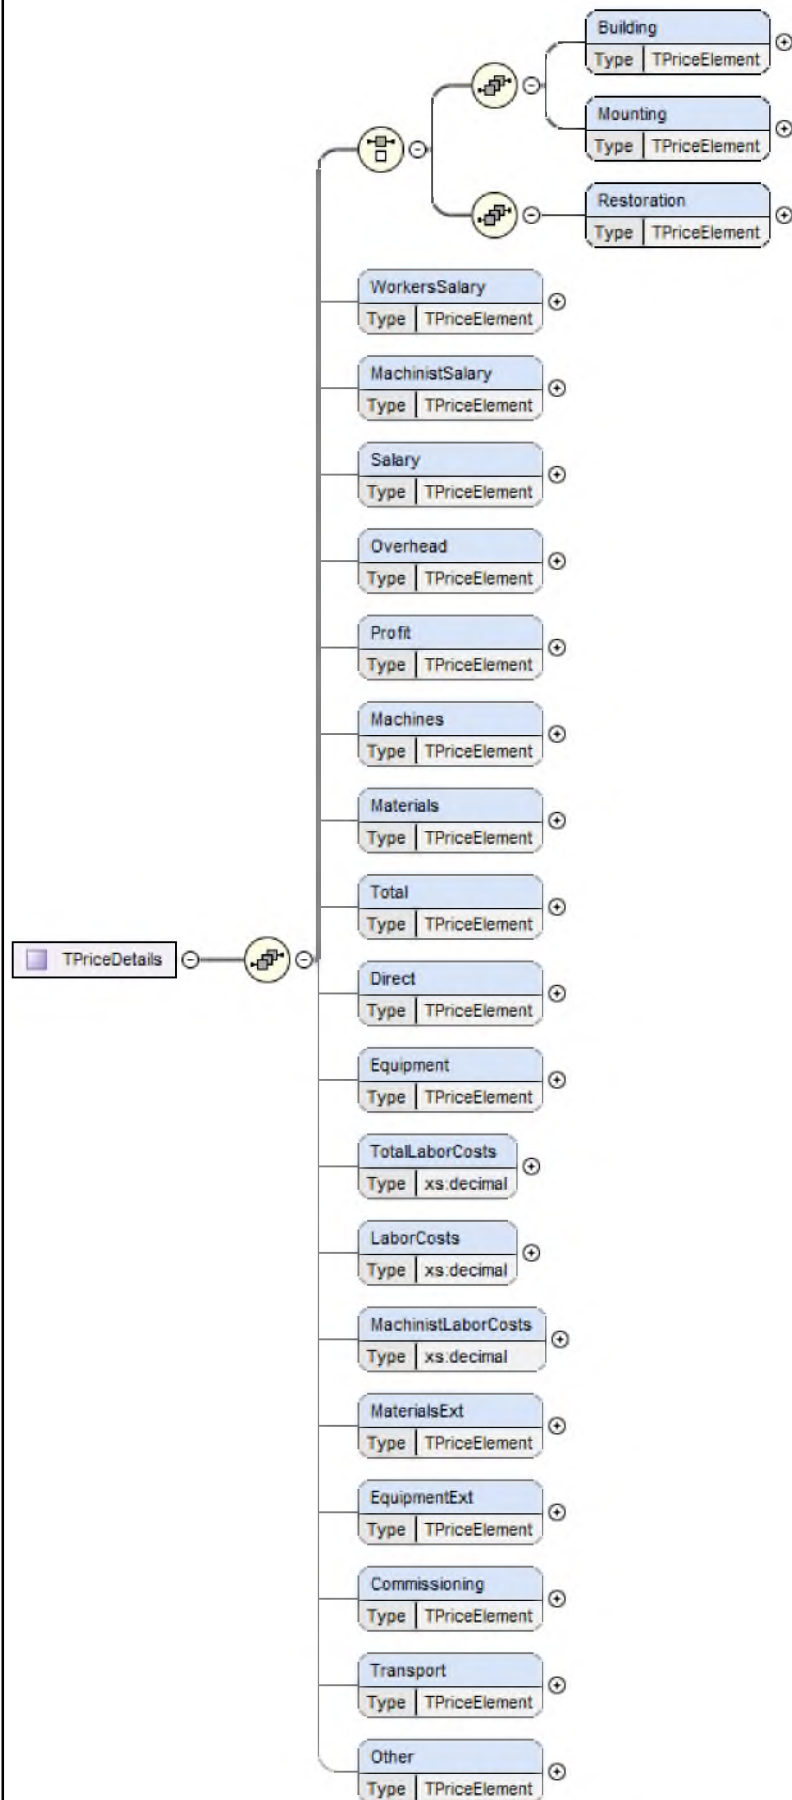 Building
Type TPriceElement
Mounting
Type TPriceElement
Restoration
Type TPriceElement
WorkersSalary
Type TPriceElement
MachinistSalary
Type TPriceElement
Salary
Type TPriceElement
Overhead
Type TPriceElement
Profit
Type TPriceElement
Machines
Type TPriceElement
Materials
Type TPriceElement
Total
Type TPriceElement
TPriceDetails
Direct
Type TPriceElement
Equipment
Type TPriceElement
TotalLaborCosts
Type xs:decimal
LaborCosts
Type xs:decimal
MachinistLaborCosts
Type xs:decimal
MaterialsExt
Type TPriceElement
EquipmentExt
Type TPriceElement
Commissioning
Type TPriceElement
Transport
Type TPriceElement
Other
Type TPriceElement